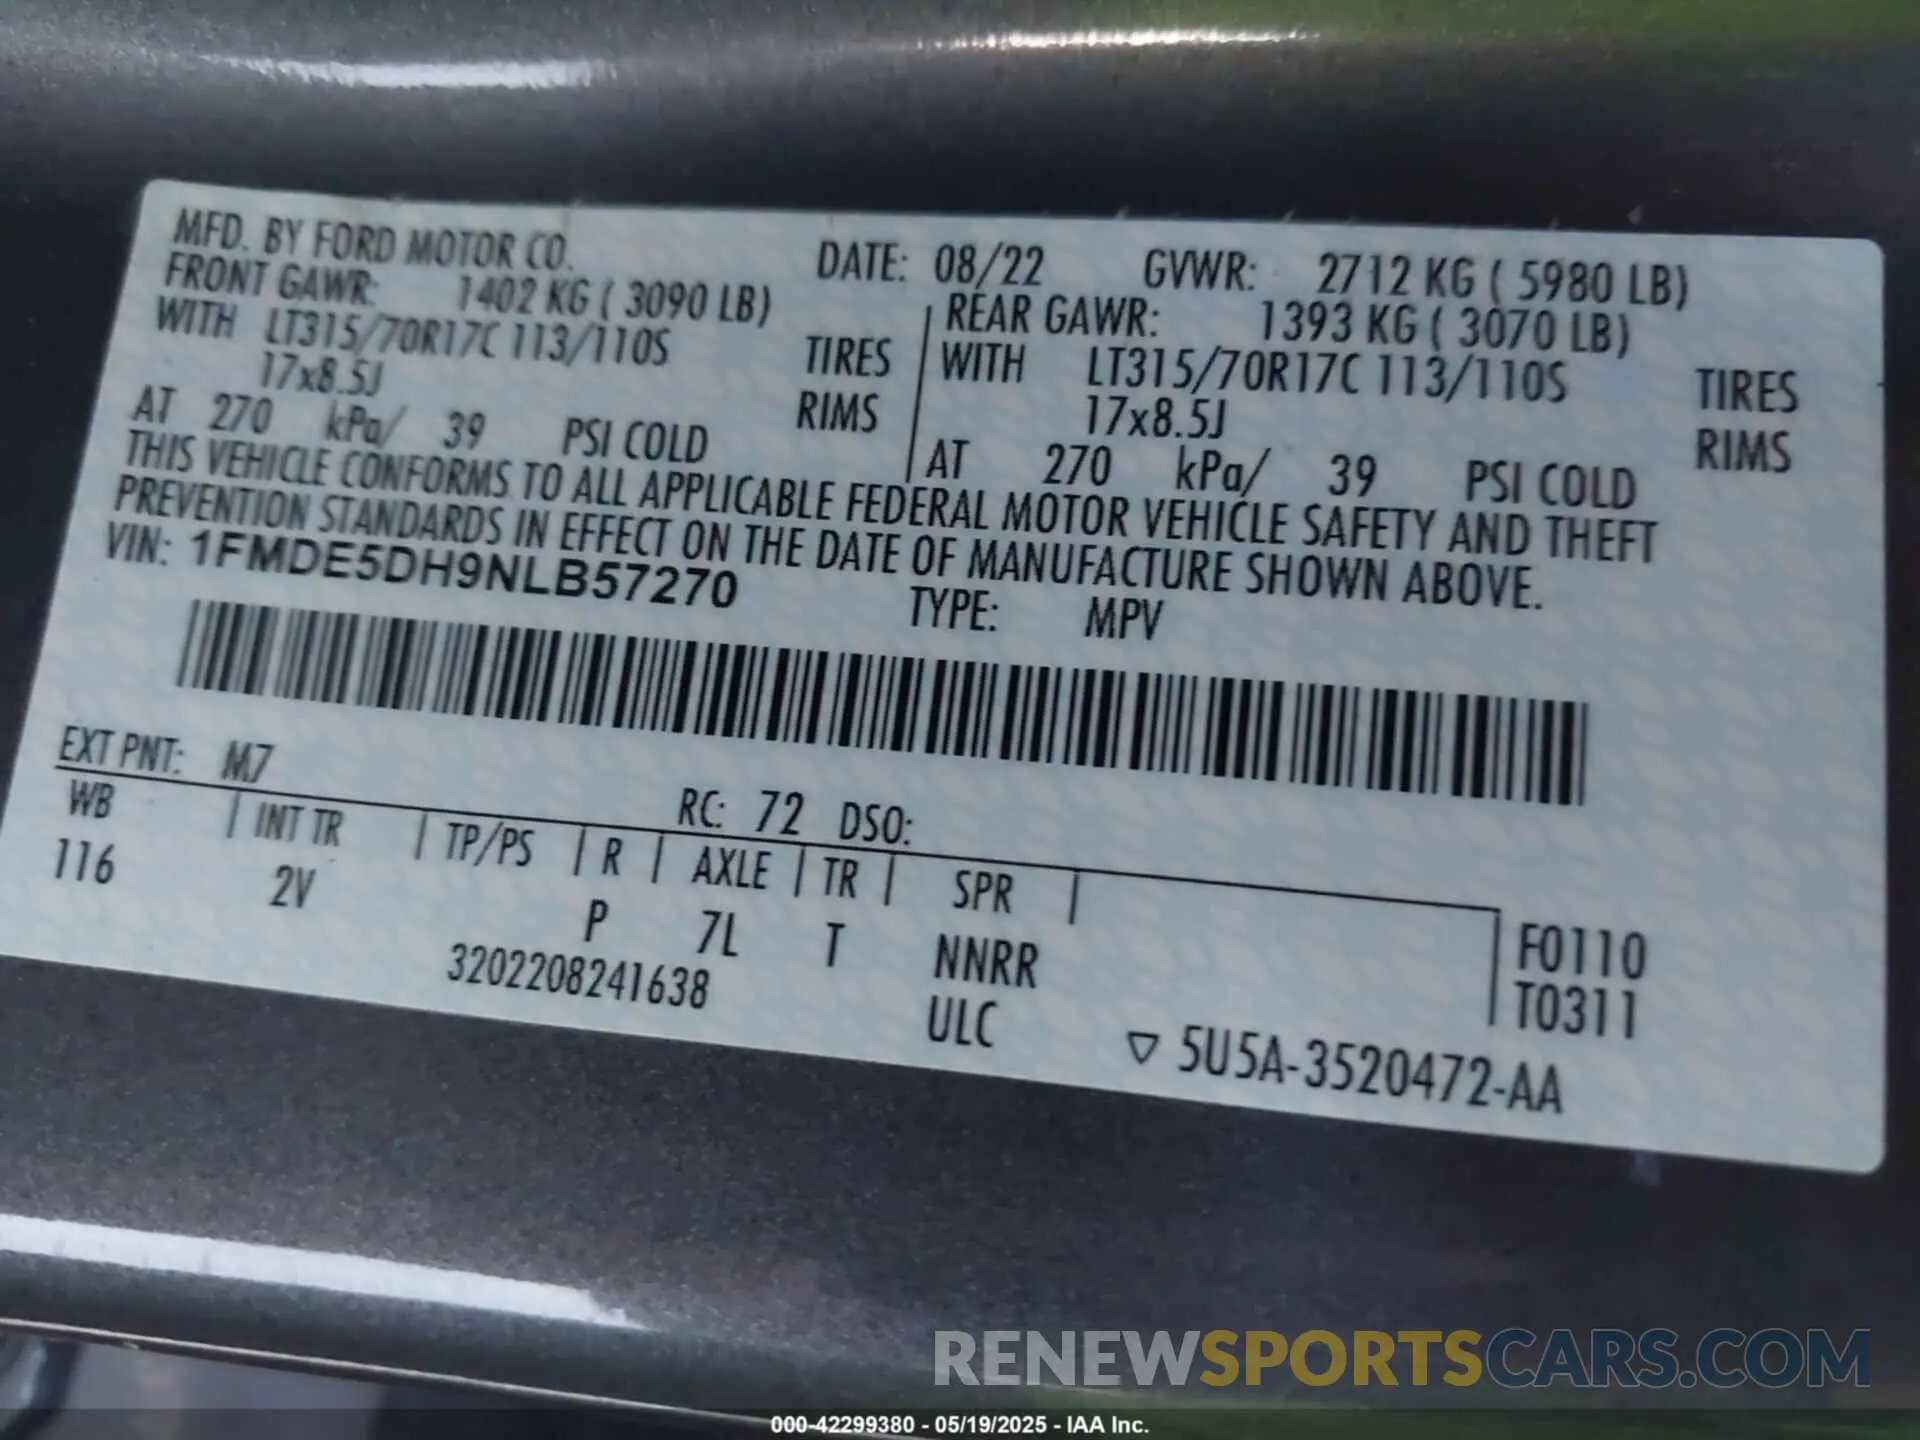 MFD. BY FORD MOTOR CO. DATE: 08/22 GVWR: 2712 KG ( 5980 LB)
FRONT GAWR: 1402 KG ( 3090 LB) REAR GAWR: 1393 KG ( 3070 LB)
WITH LT315/70R17C 113/110S TIRES WITH LT315/70R17C 113/110S TIRES
17x8.5J RIMS 17x8.5J RIMS
AT 270 kPa/ 39 PSI COLD AT 270 kPa/ 39 PSI COLD
THIS VEHICLE CONFORMS TO ALL APPLICABLE FEDERAL MOTOR VEHICLE SAFETY AND THEFT
PREVENTION STANDARDS IN EFFECT ON THE DATE OF MANUFACTURE SHOWN ABOVE.
VIN: 1FMDE5DH9NLB57270 TYPE: MPV
EXT PNT: M7 RC: 72 DSO:
WB | INT TR | TP/PS | R | AXLE | TR | SPR |
116 2V P 7L T NNRR F0110
3202208241638 ULC T0311
▽ 5U5A-3520472-AA
RENEWSPORTSCARS.COM
000-42299380 - 05/19/2025 - IAA Inc.